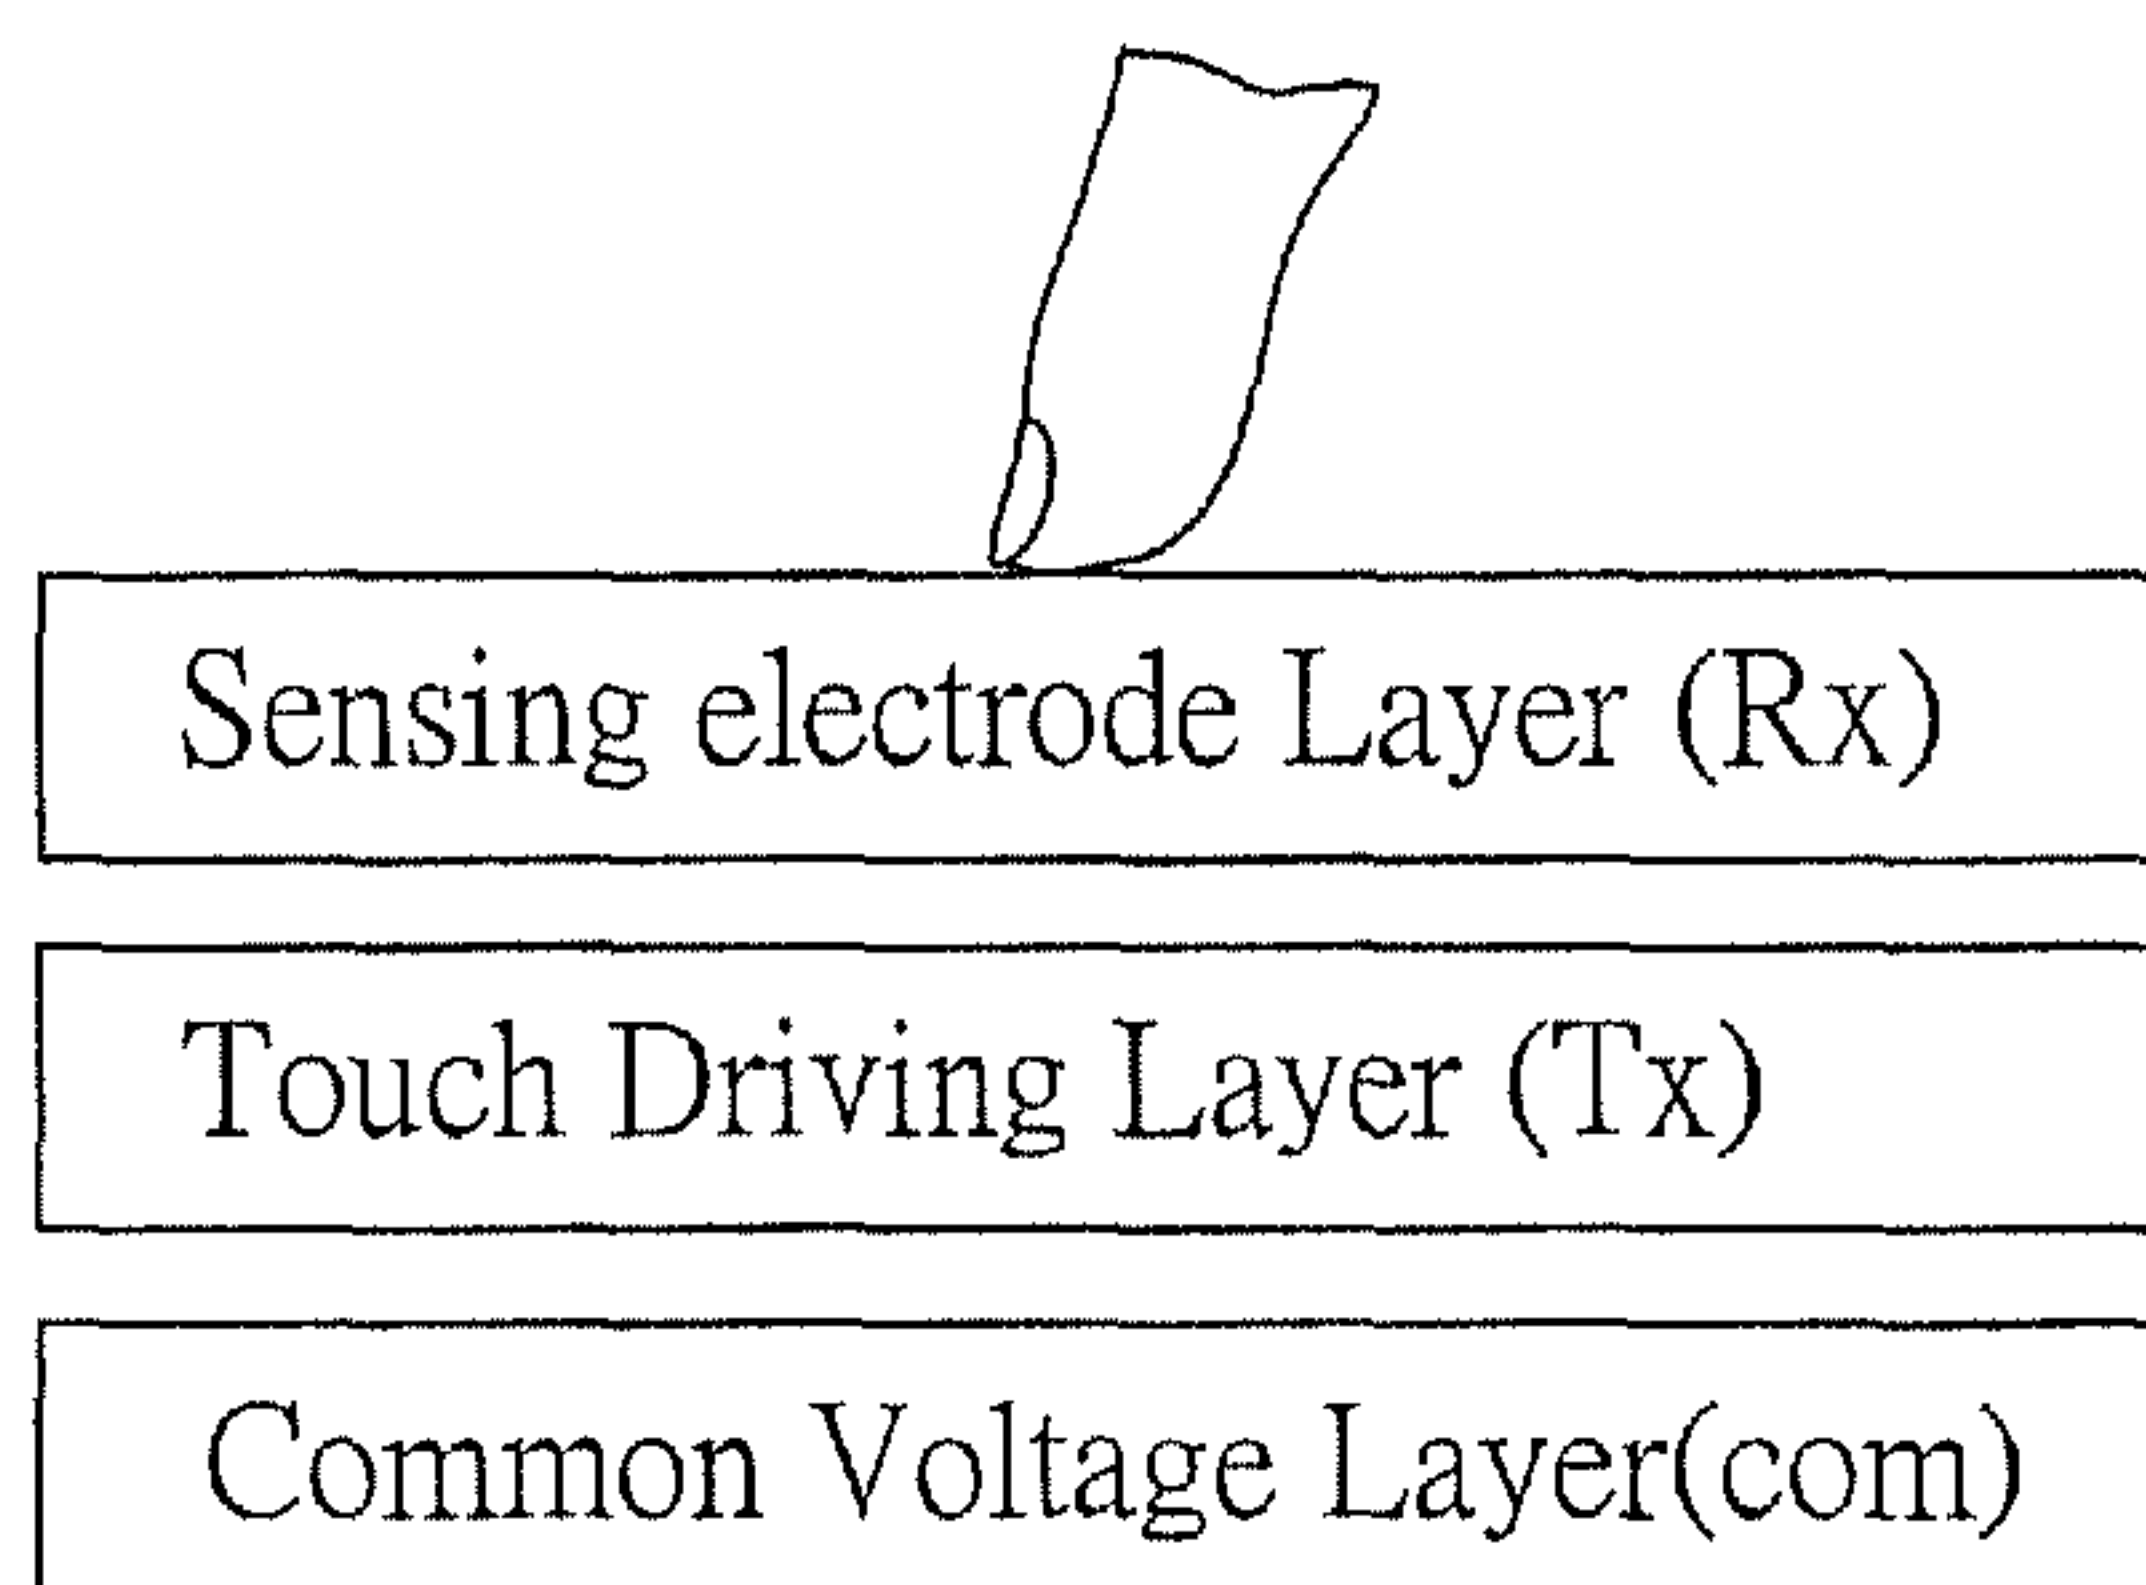 Sensing electrode Layer (Rx)
Touch Driving Layer (Tx)
Common Voltage Layer(com)